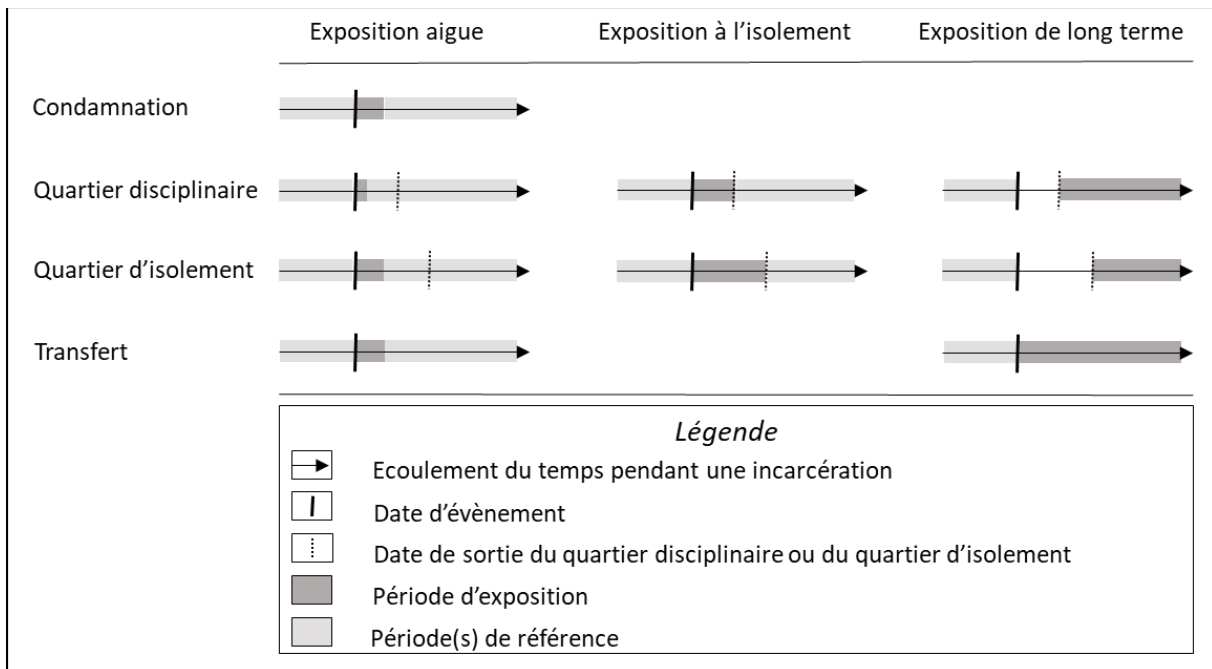 Exposition aigue
Exposition à l'isolement
Exposition de long terme
Condamnation
Quartier disciplinaire
Quartier d'isolement
Transfert
Légende
Ecoulement du temps pendant une incarcération
Date d'évènement
Date de sortie du quartier disciplinaire ou du quartier d'isolement
Période d'exposition
Période(s) de référence